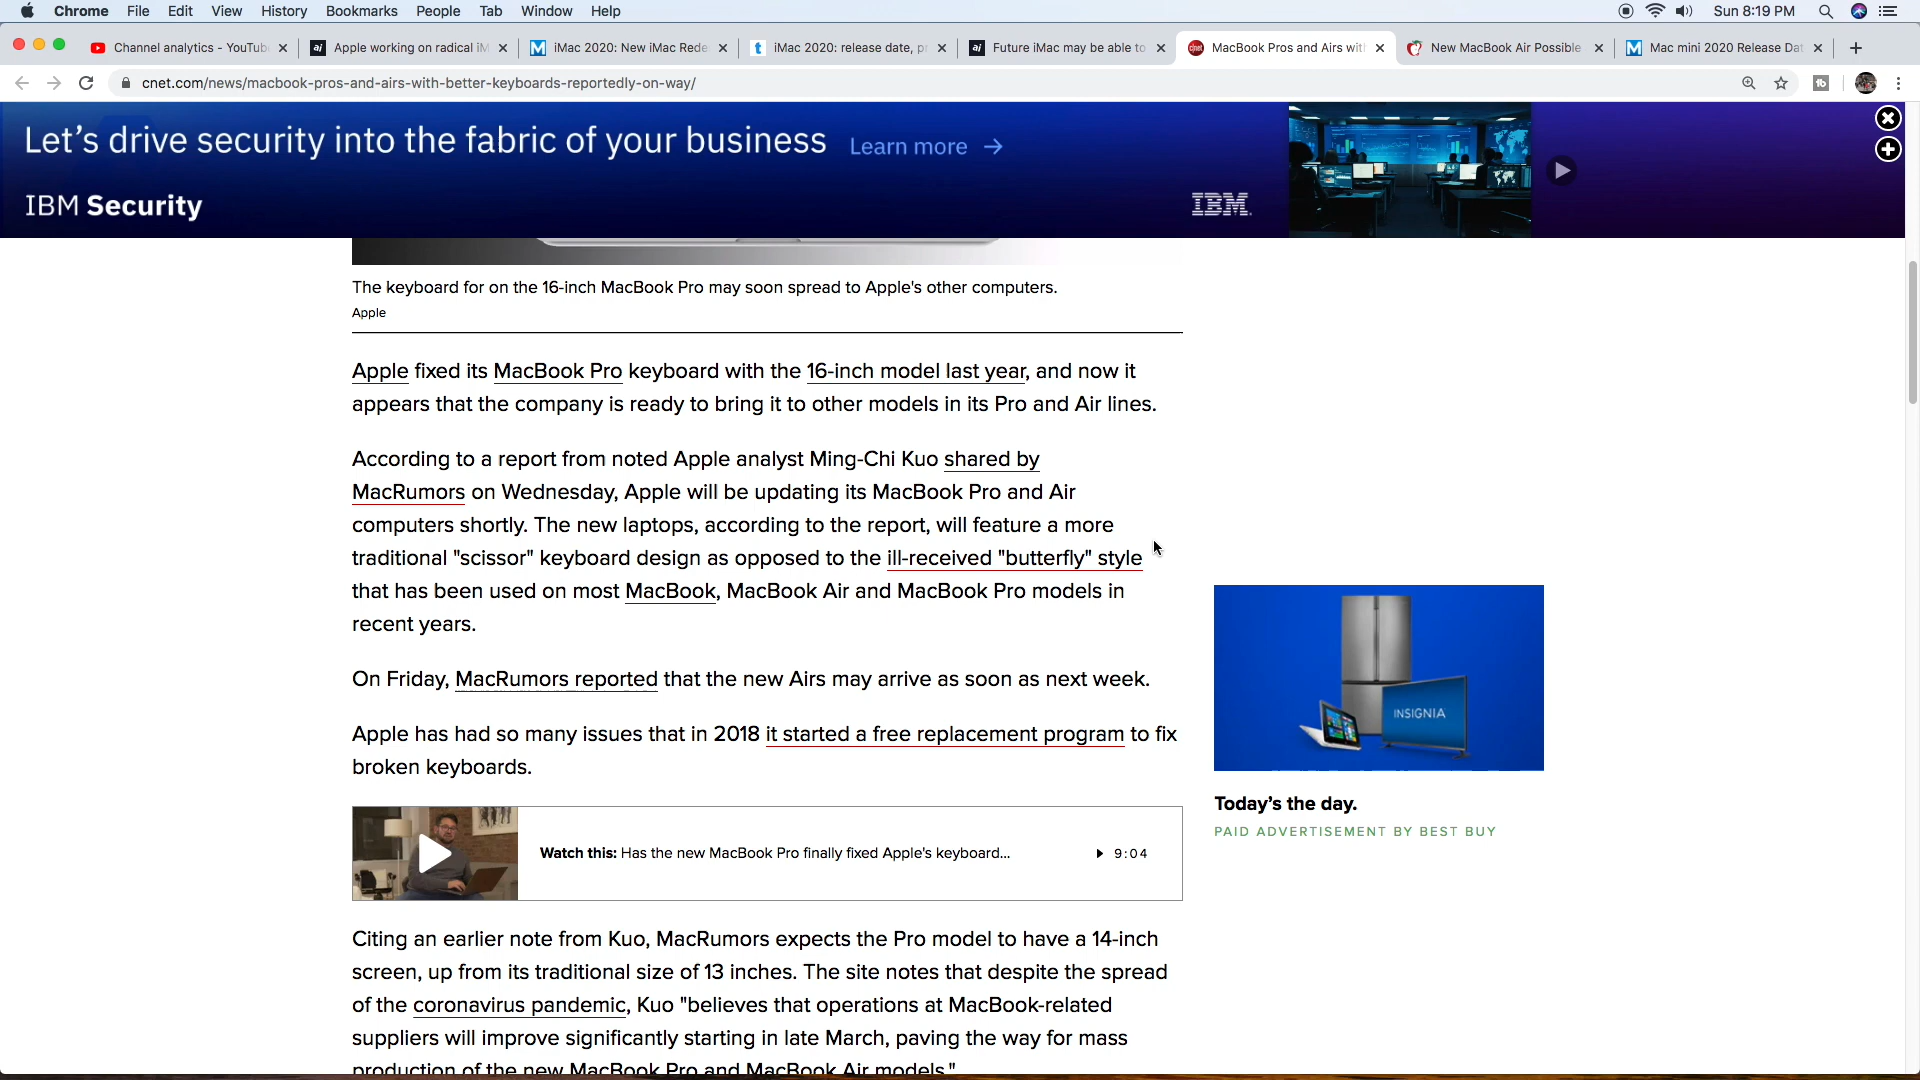 Chrome File Edit View History Bookmarks People Tab Window Help Sun 8:19 PM
Channel analytics - YouTub Apple working on radical iM iMac 2020: New iMac Rede iMac 2020: release date, p Future iMac may be able to MacBook Pros and Airs wit New MacBook Air Possible Mac mini 2020 Release Da
cnet.com/news/macbook-pros-and-airs-with-better-keyboards-reportedly-on-way/
Let's drive security into the fabric of your business Learn more →
IBM Security
IBM
The keyboard for on the 16-inch MacBook Pro may soon spread to Apple's other computers.
Apple
Apple fixed its MacBook Pro keyboard with the 16-inch model last year, and now it
appears that the company is ready to bring it to other models in its Pro and Air lines.
According to a report from noted Apple analyst Ming-Chi Kuo shared by
MacRumors on Wednesday, Apple will be updating its MacBook Pro and Air
computers shortly. The new laptops, according to the report, will feature a more
traditional "scissor" keyboard design as opposed to the ill-received "butterfly" style
that has been used on most MacBook, MacBook Air and MacBook Pro models in
recent years.
On Friday, MacRumors reported that the new Airs may arrive as soon as next week.
Apple has had so many issues that in 2018 it started a free replacement program to fix
broken keyboards.
Watch this: Has the new MacBook Pro finally fixed Apple's keyboard... 9:04
Citing an earlier note from Kuo, MacRumors expects the Pro model to have a 14-inch
screen, up from its traditional size of 13 inches. The site notes that despite the spread
of the coronavirus pandemic, Kuo "believes that operations at MacBook-related
suppliers will improve significantly starting in late March, paving the way for mass
production of the new MacBook Pro and MacBook Air models."
INSIGNIA
Today's the day.
PAID ADVERTISEMENT BY BEST BUY